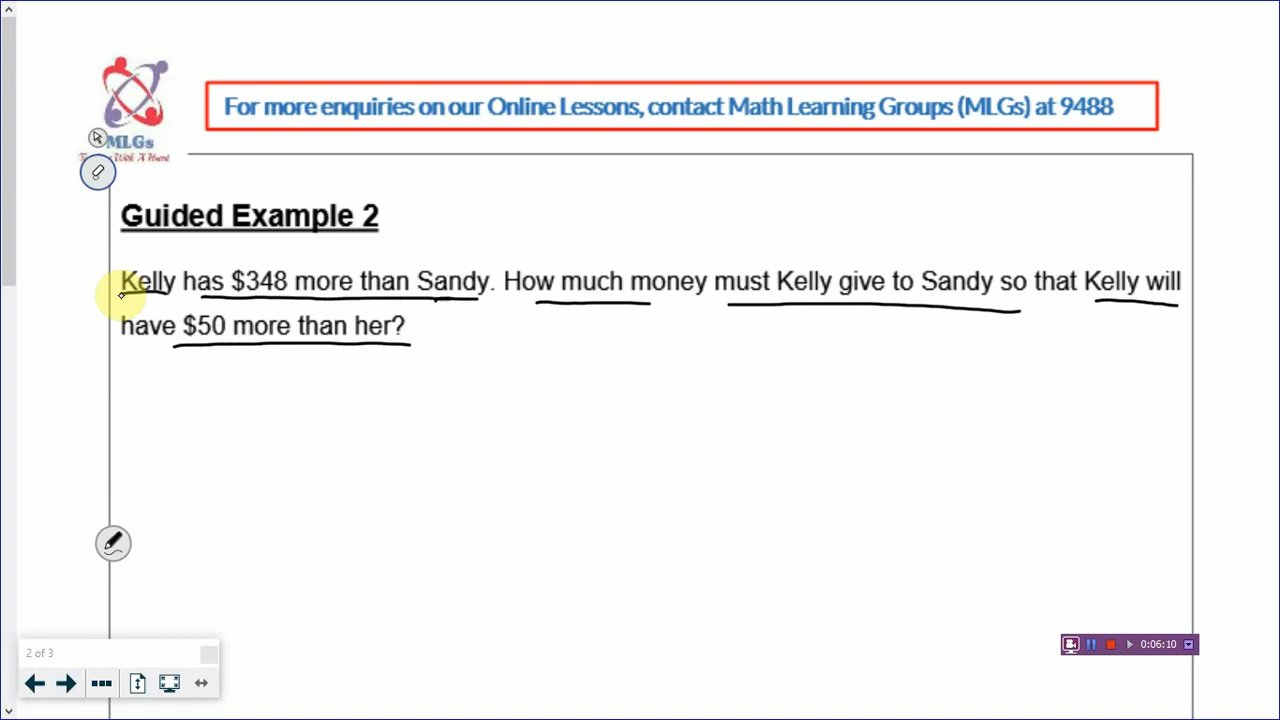 For more enquiries on our Online Lessons, contact Math Learning Groups (MLGs) at 9488
MLGs
With A Heart
Guided Example 2
Kelly has $348 more than Sandy. How much money must Kelly give to Sandy so that Kelly will
have $50 more than her?
2 of 3
0:06:10